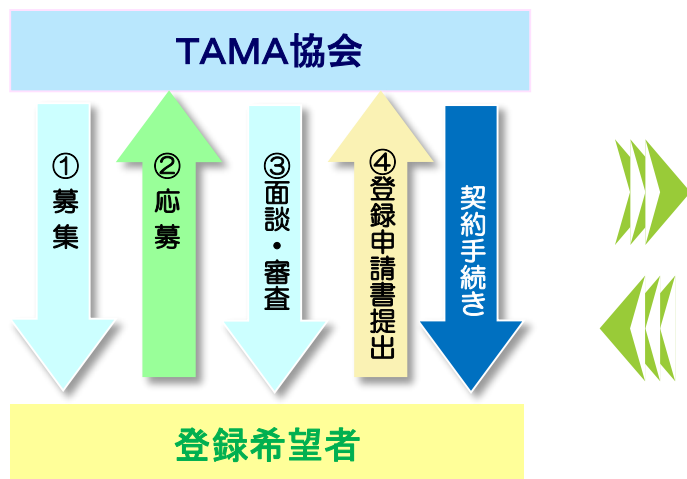 TAMA協会
①募集
②応募
③面談・審査
④登録申請書提出
契約手続き
登録希望者